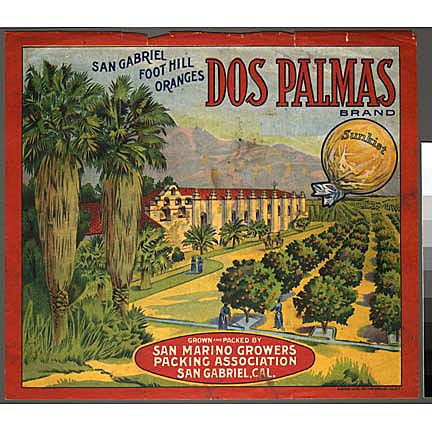 SAN GABRIEL
FOOT HILL
ORANGES
DOS PALMAS
BRAND
Sunkist
GROWN AND PACKED BY
SAN MARINO GROWERS
PACKING ASSOCIATION
SAN GABRIEL, CAL.